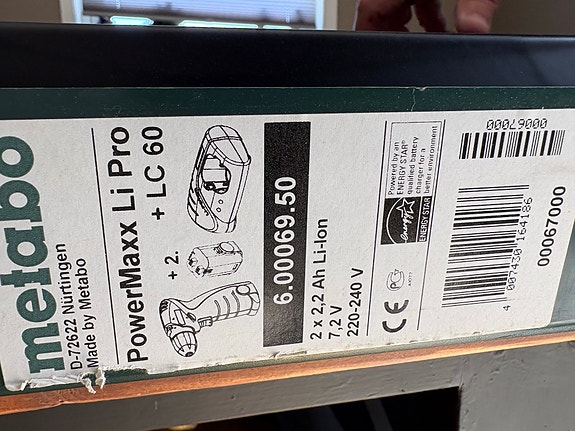 metabo
D-72622 Nürtingen
Made by Metabo
PowerMaxx Li Pro
+ LC 60
+ 2.
6.00069.50
2 x 2,2 Ah Li-Ion
7,2 V
220-240 V
CE
Powered by an
ENERGY STAR®
qualified battery
charger for a
better environment
energy
ENERGY STAR
00067000
4 007430 164186
00067000